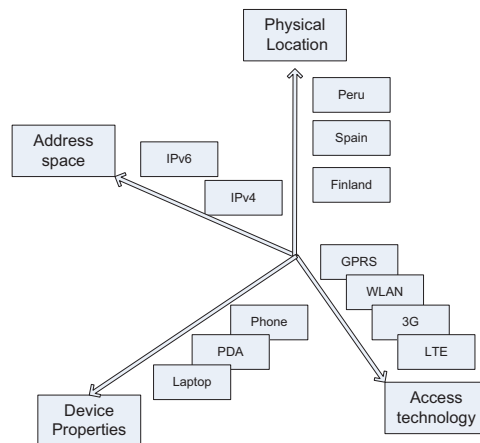 Physical
Location
Peru
Spain
Finland
Address
space
IPv6
IPv4
GPRS
WLAN
3G
LTE
Access
technology
Phone
PDA
Laptop
Device
Properties